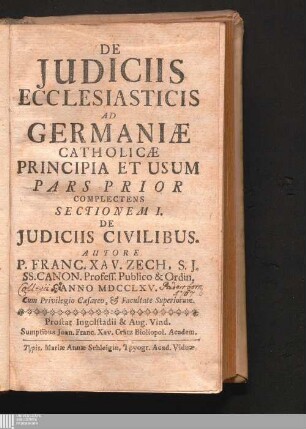 DE
JUDICIIS
ECCLESIASTICIS
AD
GERMANIÆ
CATHOLICÆ
PRINCIPIA ET USUM
PARS PRIOR
COMPLECTENS
SECTIONEM I.
DE
JUDICIIS CIVILIBUS.
AUTORE
P. FRANC. XAV. ZECH, S. J.
SS. CANON. Profess. Publico & Ordin.
ANNO MDCCLXV.
Cum Privilegio Cæsareo, & Facultate Superiorum.
Prostat Ingolstadii & Aug. Vind.
Sumptibus Joan. Franc. Xav. Crätz Bibliopol. Academ.
Typis Mariæ Annæ Schleigin, Typogr. Acad. Viduæ.